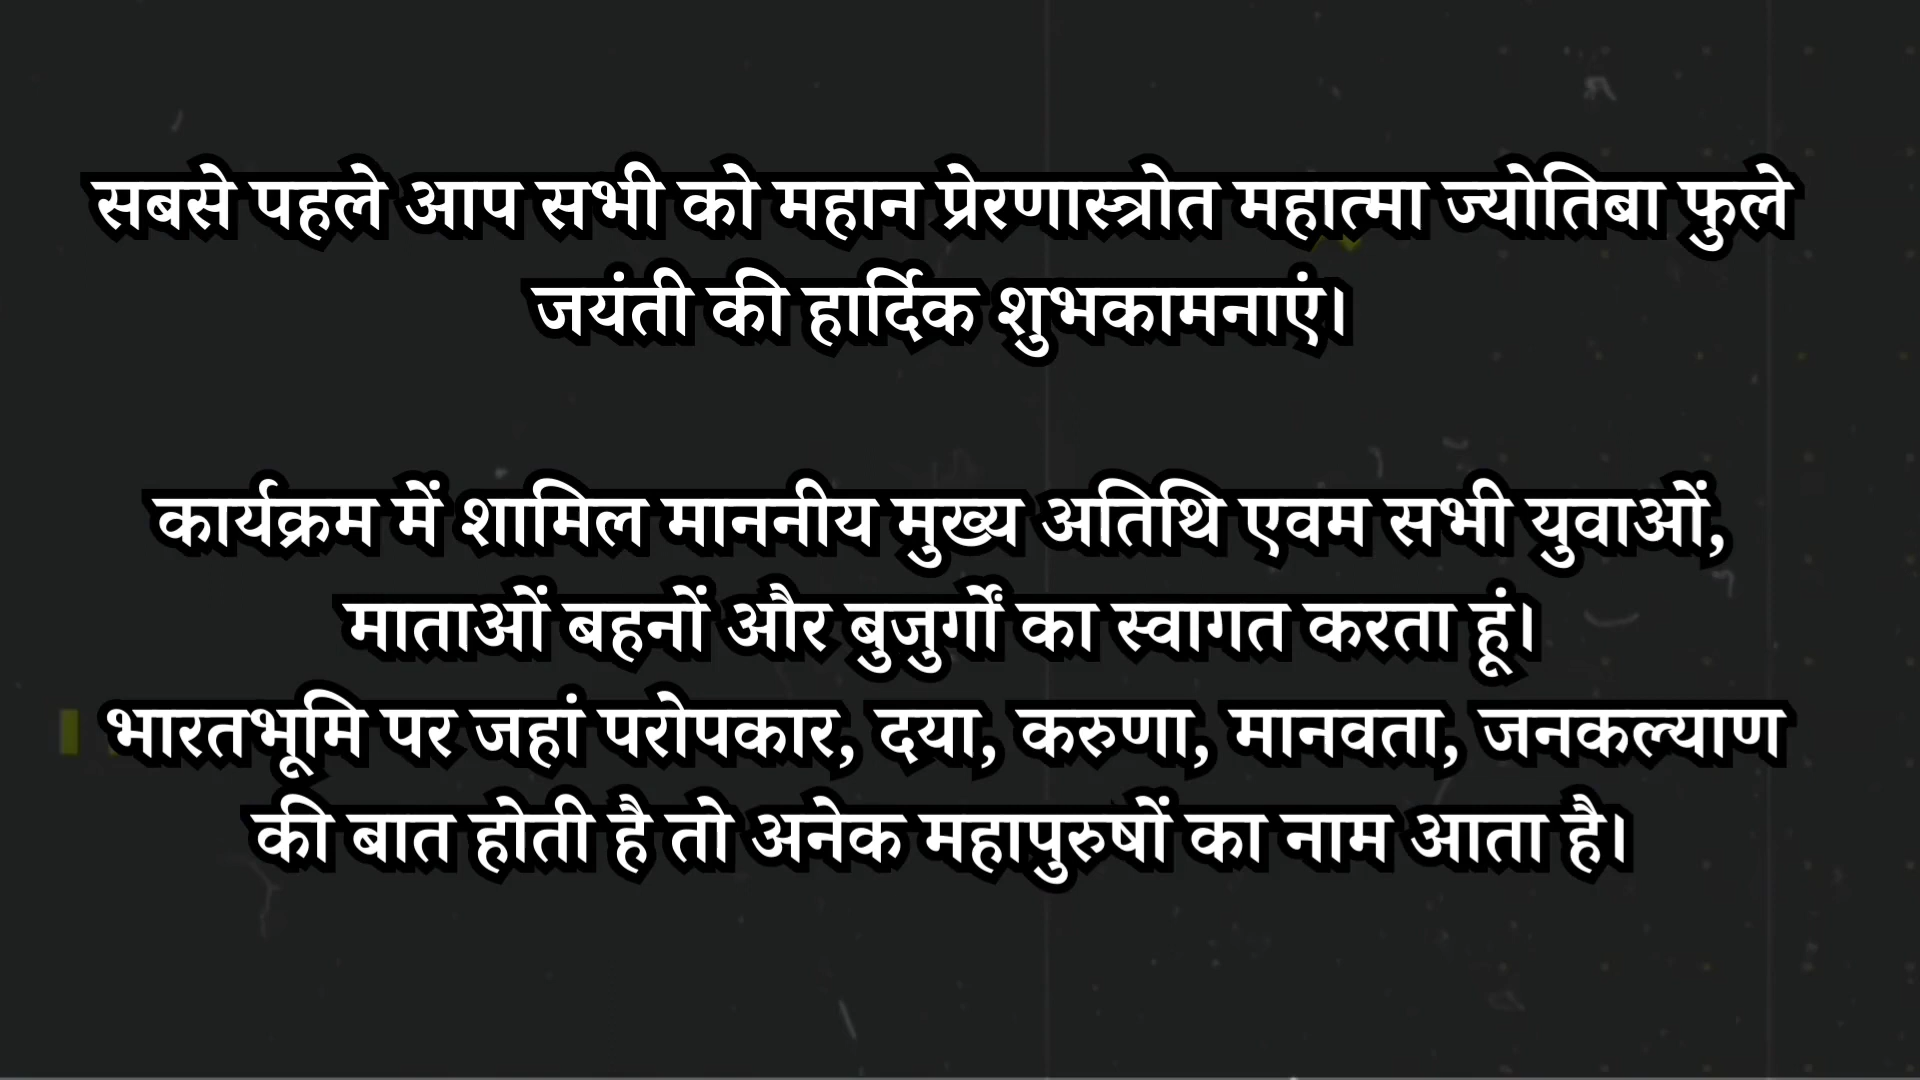 सबसे पहले आप सभी को महान प्रेरणास्त्रोत महात्मा ज्योतिबा फुले
जयंती की हार्दिक शुभकामनाएं।
कार्यक्रम में शामिल माननीय मुख्य अतिथि एवम सभी युवाओं,
माताओं बहनों और बुजुर्गों का स्वागत करता हूं।
भारतभूमि पर जहां परोपकार, दया, करुणा, मानवता, जनकल्याण
की बात होती है तो अनेक महापुरुषों का नाम आता है।